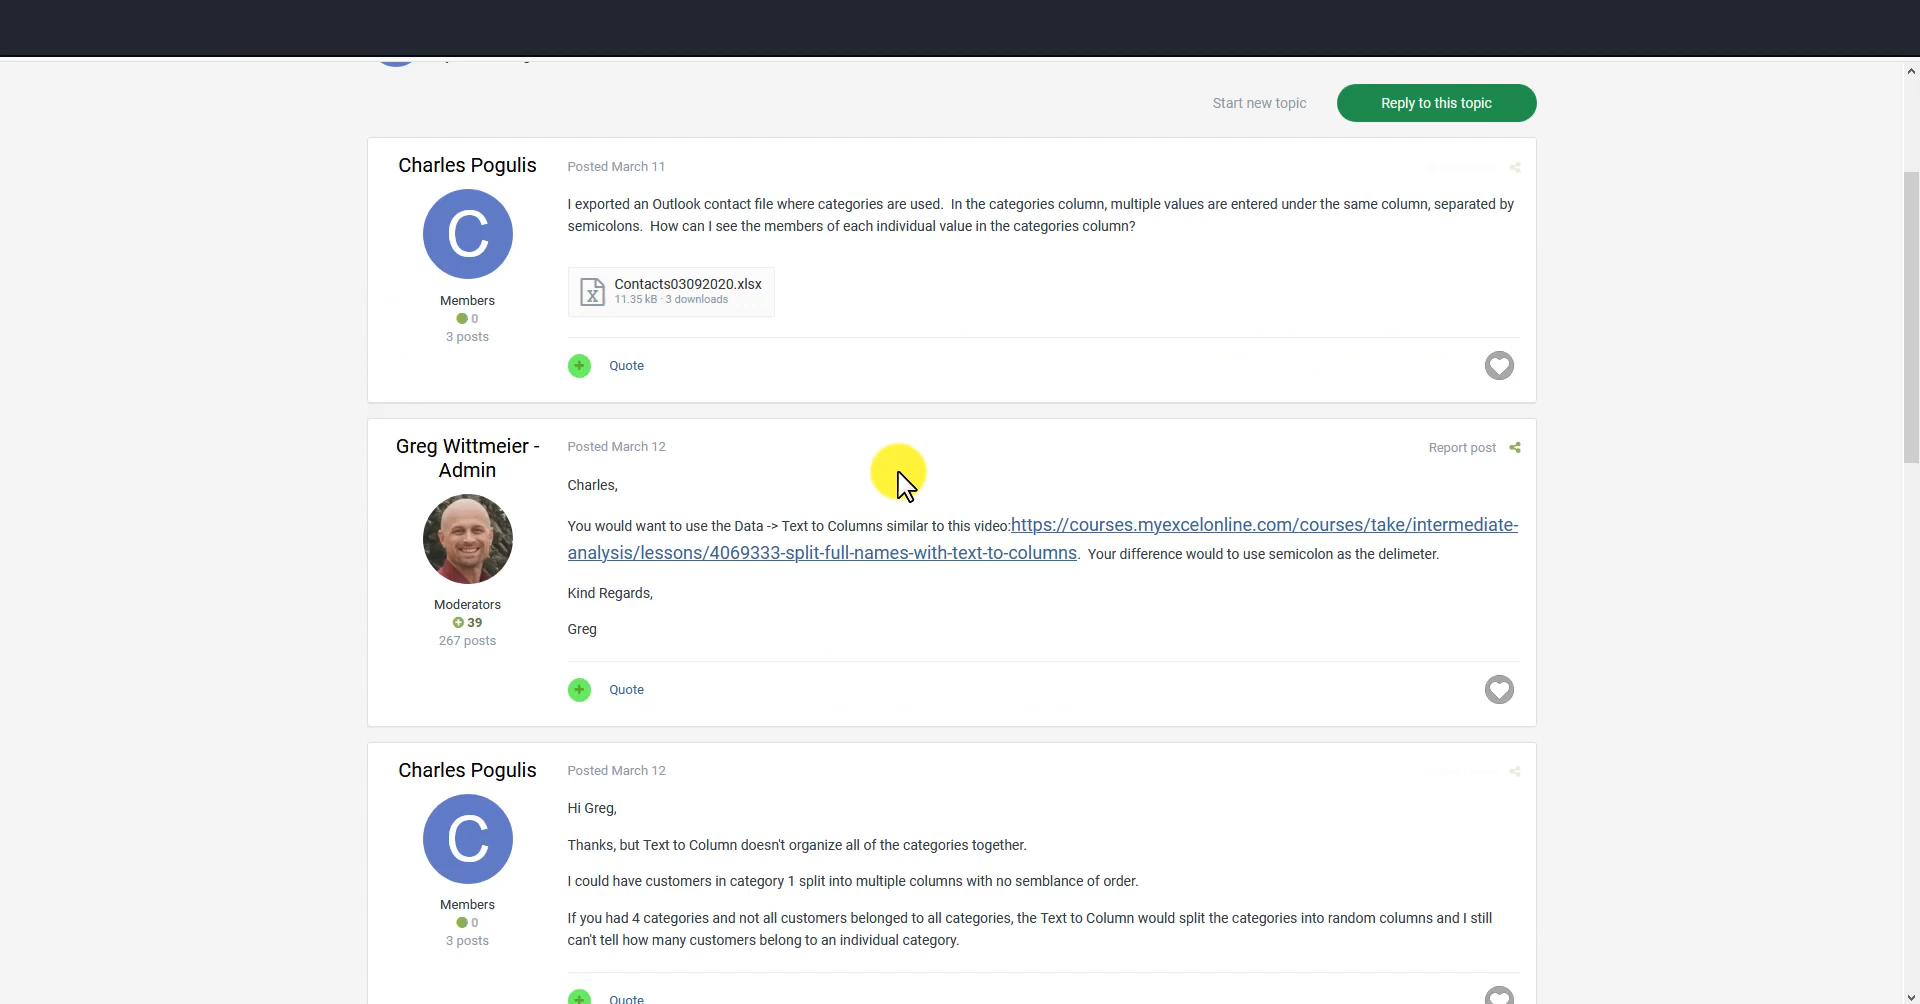 Start new topic
Reply to this topic
Charles Pogulis
Posted March 11
I exported an Outlook contact file where categories are used.  In the categories column, multiple values are entered under the same column, separated by
semicolons.  How can I see the members of each individual value in the categories column?
C
Contacts03092020.xlsx
11.35 kB · 3 downloads
Members
0
3 posts
Quote
Greg Wittmeier -
Admin
Posted March 12
Report post
Charles,
You would want to use the Data -> Text to Columns similar to this video:https://courses.myexcelonline.com/courses/take/intermediate-
analysis/lessons/4069333-split-full-names-with-text-to-columns.  Your difference would to use semicolon as the delimeter.
Kind Regards,
Greg
Moderators
39
267 posts
Quote
Charles Pogulis
Posted March 12
Hi Greg,
Thanks, but Text to Column doesn't organize all of the categories together.
I could have customers in category 1 split into multiple columns with no semblance of order.
If you had 4 categories and not all customers belonged to all categories, the Text to Column would split the categories into random columns and I still
can't tell how many customers belong to an individual category.
C
Members
0
3 posts
Quote